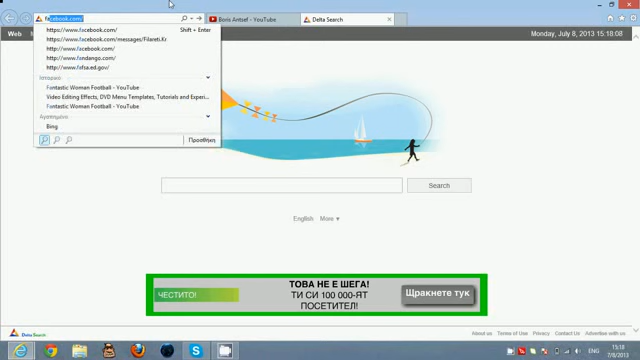 facebook.com/
Boris Antsef - YouTube
Delta Search
Web
Monday, July 8, 2013 15:18:08
https://www.facebook.com/
Shift + Enter
https://www.facebook.com/messages/Filareti.Kr
http://www.facebook.com/
http://www.fandango.com/
http://www.fafsa.ed.gov/
Ιστορικό
Fantastic Woman Football - YouTube
Video Editing Effects, DVD Menu Templates, Tutorials and Experi...
Fantastic Woman Football - YouTube
Αγαπημένα
Bing
Προσθήκη
Search
English More ▾
ЧЕСТИТО!
ТОВА НЕ Е ШЕГА!
ТИ СИ 100 000-ЯТ
ПОСЕТИТЕЛ!
Щракнете тук
Delta Search
About us Terms of Use Privacy Contact Us Advertise with us
ENG
15:18
7/8/2013